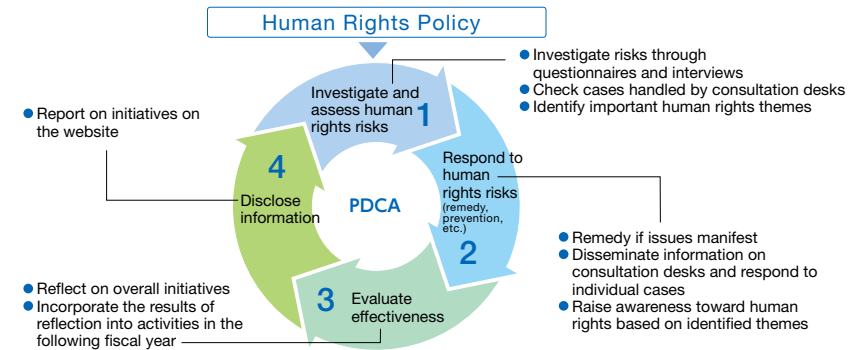 Human Rights Policy
Investigate and
assess human
rights risks
1
● Investigate risks through
questionnaires and interviews
● Check cases handled by consultation desks
● Identify important human rights themes
Respond to
human
rights risks
(remedy,
prevention,
etc.)
2
● Remedy if issues manifest
● Disseminate information on
consultation desks and respond to
individual cases
● Raise awareness toward human
rights based on identified themes
3
Evaluate
effectiveness
● Reflect on overall initiatives
● Incorporate the results of
reflection into activities in the
following fiscal year
4
Disclose
information
● Report on initiatives on
the website
PDCA